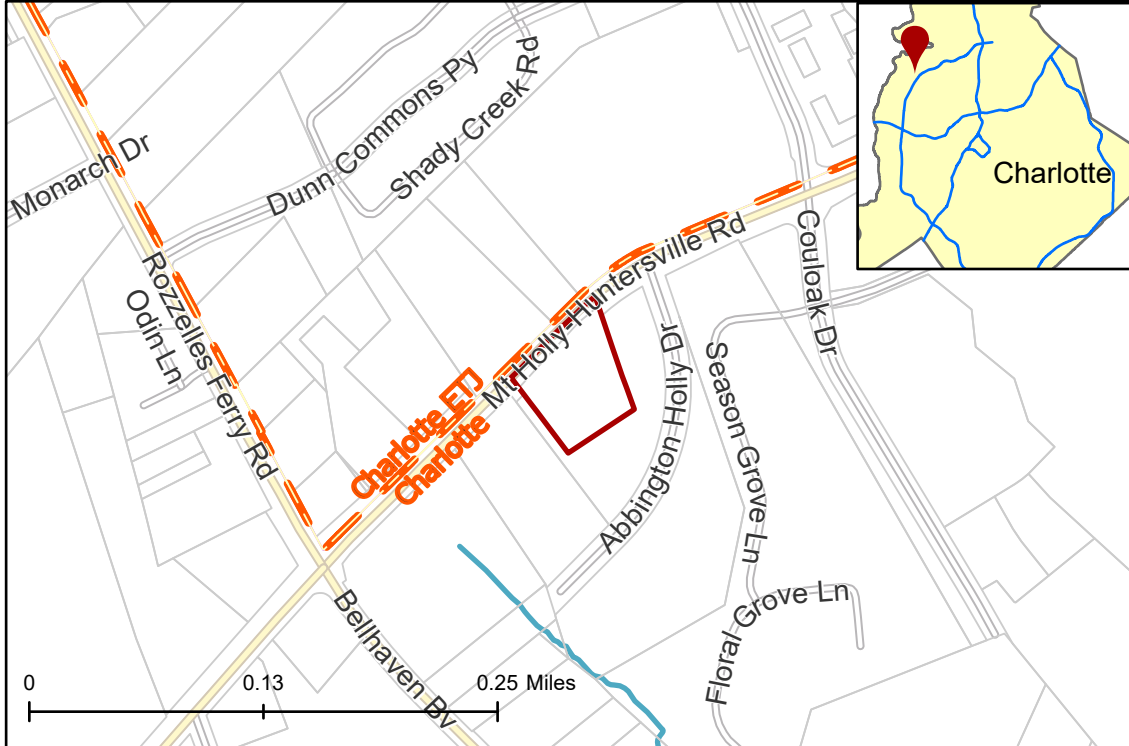 Dunn Commons Py
Shady Creek Rd
Monarch Dr
Charlotte
Rozzelles Ferry Rd
Odin Ln
Mt Holly-Huntersville Rd
Couloak Dr
Charlotte ETJ
Charlotte
Abbington Holly Dr
Season Grove Ln
Floral Grove Ln
Bellhaven Bv
0
0.13
0.25 Miles